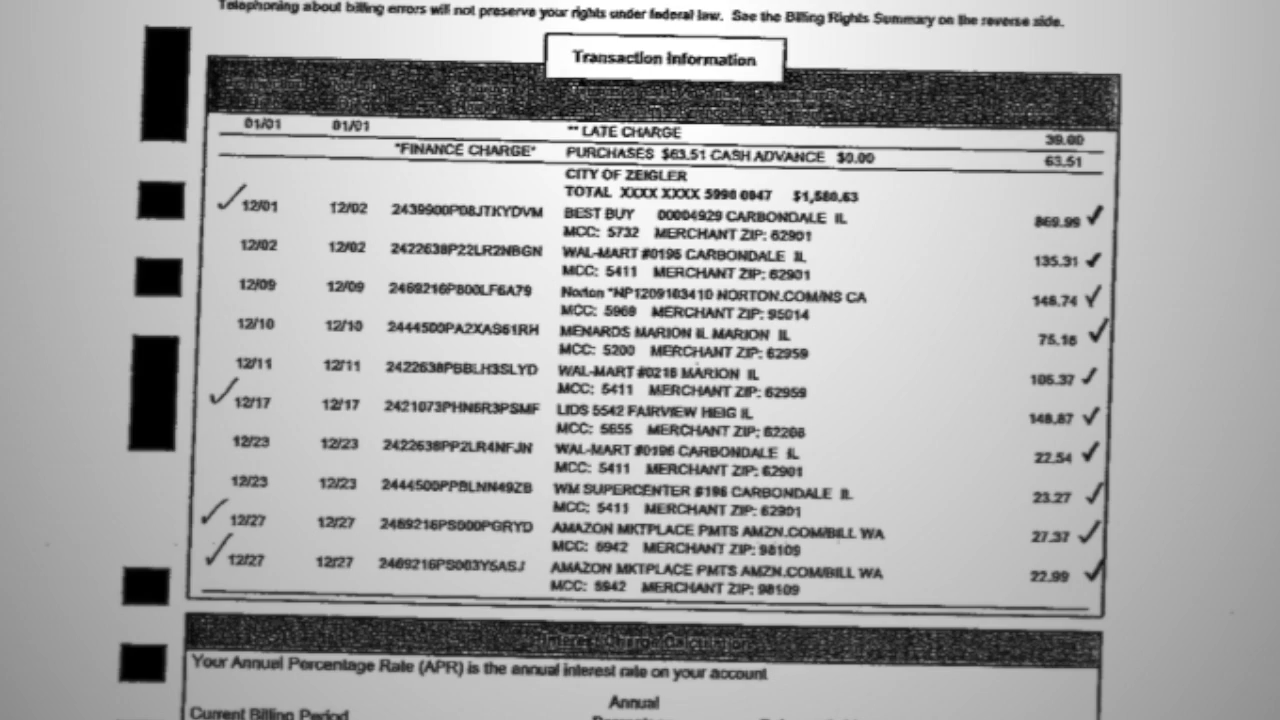 Telephoning about billing errors will not preserve your rights under federal law. See the Billing Rights Summary on the reverse side.
Transaction Information
01/01 01/01 ** LATE CHARGE 39.00
*FINANCE CHARGE* PURCHASES $63.51 CASH ADVANCE $0.00 63.51
CITY OF ZEIGLER
TOTAL XXXX XXXX 5998 0947 $1,580.63
12/01 12/02 2439900P08JTKYDVM BEST BUY 00004929 CARBONDALE IL 869.99
MCC: 5732 MERCHANT ZIP: 62901
12/02 12/02 2422638P22LR2NBGN WAL-MART #0196 CARBONDALE IL 135.31
MCC: 5411 MERCHANT ZIP: 62901
12/09 12/09 2469216P800LF6A79 Norton *NP1209103410 NORTON.COM/NS CA 148.74
MCC: 5968 MERCHANT ZIP: 95014
12/10 12/10 2444500PA2XAS61RH MENARDS MARION IL MARION IL 75.18
MCC: 5200 MERCHANT ZIP: 62959
12/11 12/11 2422638PBBLH3SLYD WAL-MART #0218 MARION IL 106.37
MCC: 5411 MERCHANT ZIP: 62959
12/17 12/17 2421073PHN6R3PSMF LIDS 5542 FAIRVIEW HEIG IL 148.87
MCC: 5655 MERCHANT ZIP: 62208
12/23 12/23 2422638PP2LR4NFJN WAL-MART #0196 CARBONDALE IL 22.54
MCC: 5411 MERCHANT ZIP: 62901
12/23 12/23 2444500PPBLNN49ZB WM SUPERCENTER #196 CARBONDALE IL 23.27
MCC: 5411 MERCHANT ZIP: 62901
12/27 12/27 2469216PS000PGRYD AMAZON MKTPLACE PMTS AMZN.COM/BILL WA 27.37
MCC: 5942 MERCHANT ZIP: 98109
12/27 12/27 2469216PS003Y5ASJ AMAZON MKTPLACE PMTS AMZN.COM/BILL WA 22.99
MCC: 5942 MERCHANT ZIP: 98109
Interest Charge Calculation
Your Annual Percentage Rate (APR) is the annual interest rate on your account
Annual
Current Billing Period